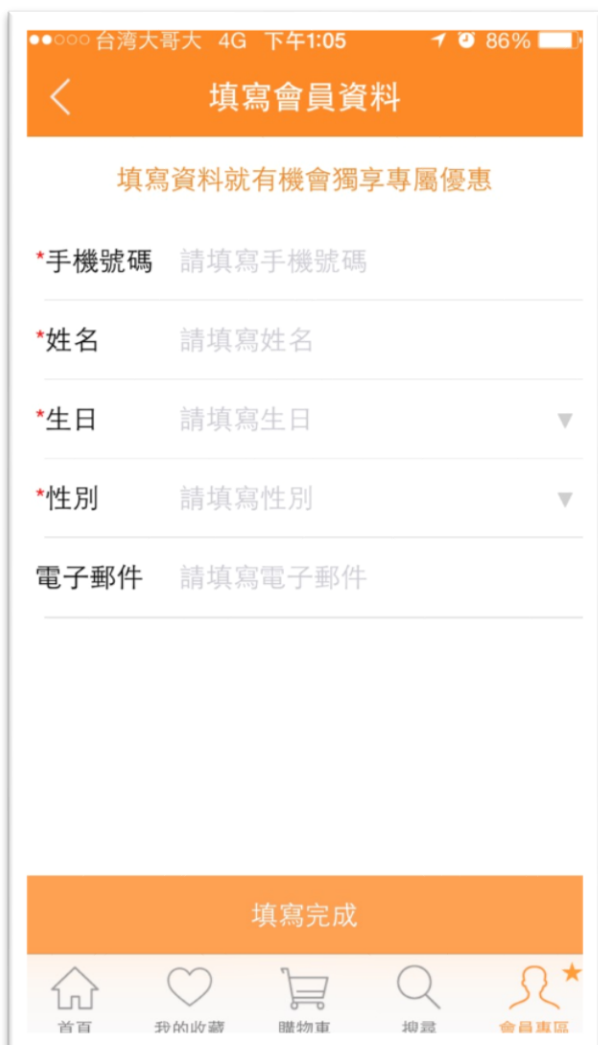 台湾大哥大 4G 下午1:05 86%
填寫會員資料
填寫資料就有機會獨享專屬優惠
*手機號碼 請填寫手機號碼
*姓名 請填寫姓名
*生日 請填寫生日
*性別 請填寫性別
電子郵件 請填寫電子郵件
填寫完成
首頁 我的收藏 購物車 搜尋 會員專區